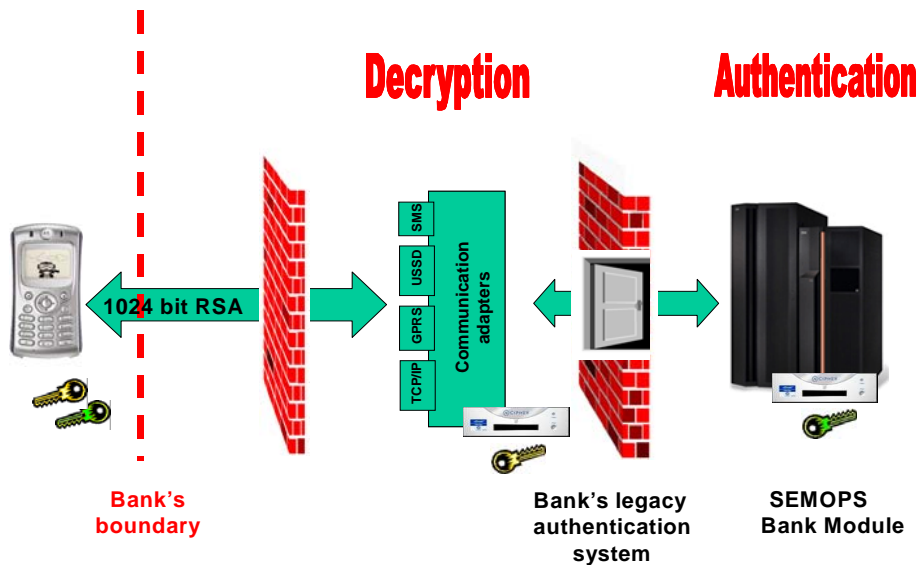 Decryption
Authentication
SMS
USSD
GPRS
TCP/IP
Communication
adapters
1024 bit RSA
CIPHER
Bank's
boundary
Bank's legacy
authentication
system
SEMOPS
Bank Module